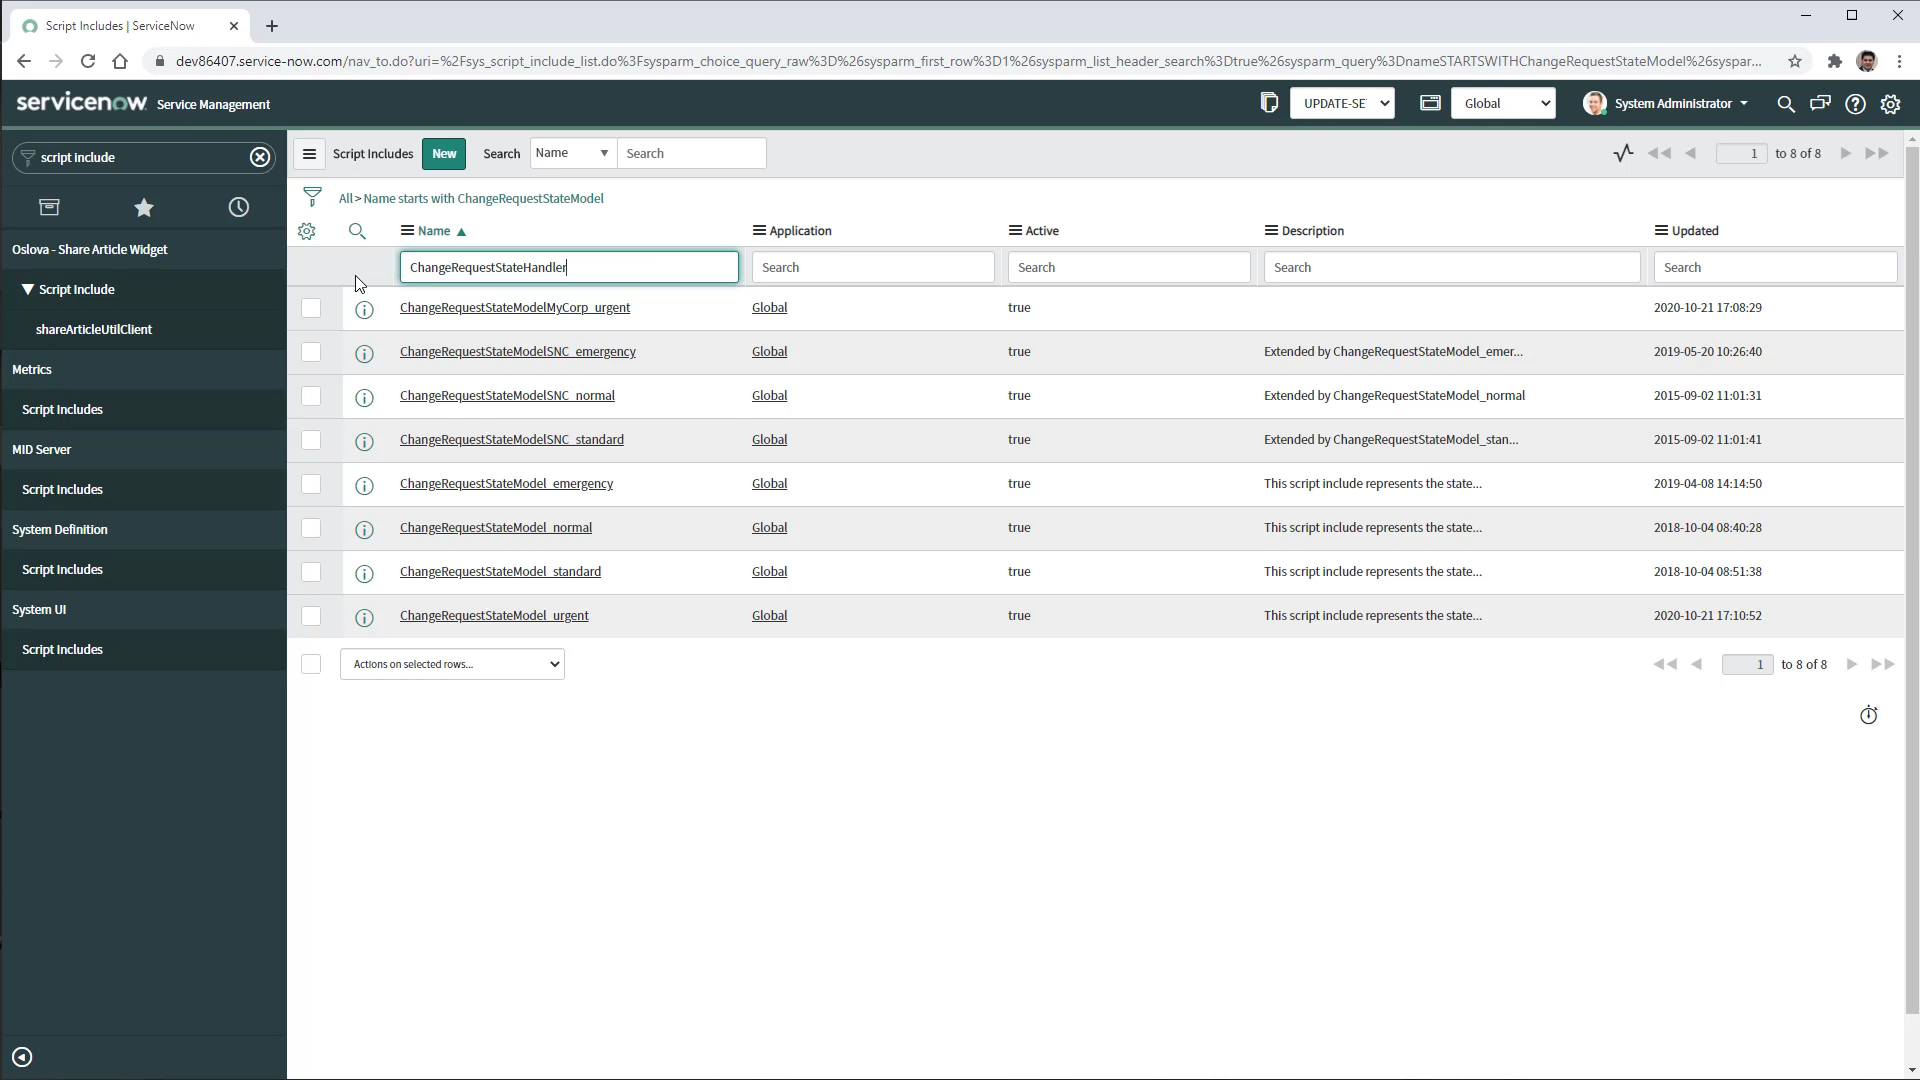 Script Includes | ServiceNow
dev86407.service-now.com/nav_to.do?uri=%2Fsys_script_include_list.do%3Fsysparm_choice_query_raw%3D%26sysparm_first_row%3D1%26sysparm_list_header_search%3Dtrue%26sysparm_query%3DnameSTARTSWITHChangeRequestStateModel%26syspar...
servicenow Service Management
UPDATE-SE
Global
System Administrator
script include
Script Includes
New
Search
Name
Search
1 to 8 of 8
All > Name starts with ChangeRequestStateModel
Name Application Active Description Updated
ChangeRequestStateHandler Search Search Search Search
ChangeRequestStateModelMyCorp_urgent Global true 2020-10-21 17:08:29
ChangeRequestStateModelSNC_emergency Global true Extended by ChangeRequestStateModel_emer... 2019-05-20 10:26:40
ChangeRequestStateModelSNC_normal Global true Extended by ChangeRequestStateModel_normal 2015-09-02 11:01:31
ChangeRequestStateModelSNC_standard Global true Extended by ChangeRequestStateModel_stan... 2015-09-02 11:01:41
ChangeRequestStateModel_emergency Global true This script include represents the state... 2019-04-08 14:14:50
ChangeRequestStateModel_normal Global true This script include represents the state... 2018-10-04 08:40:28
ChangeRequestStateModel_standard Global true This script include represents the state... 2018-10-04 08:51:38
ChangeRequestStateModel_urgent Global true This script include represents the state... 2020-10-21 17:10:52
Actions on selected rows...
1 to 8 of 8
Oslova - Share Article Widget
Script Include
shareArticleUtilClient
Metrics
Script Includes
MID Server
Script Includes
System Definition
Script Includes
System UI
Script Includes